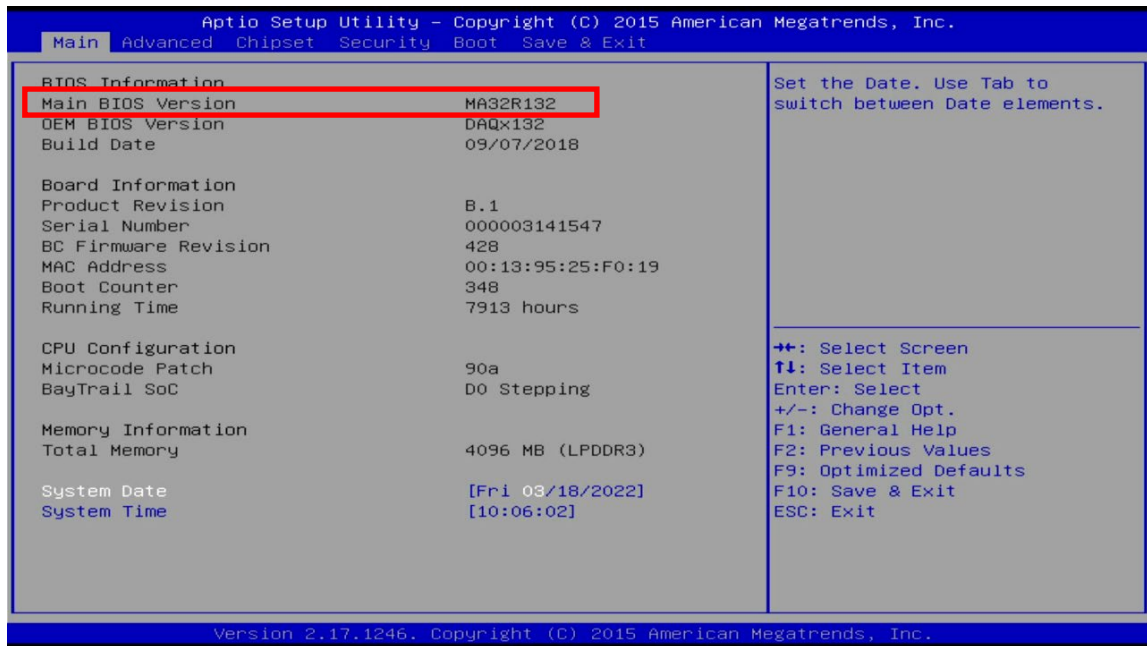 Aptio Setup Utility – Copyright (C) 2015 American Megatrends, Inc.
Main Advanced Chipset Security Boot Save & Exit
BIOS Information
Main BIOS Version MA32R132
OEM BIOS Version DAQx132
Build Date 09/07/2018
Board Information
Product Revision B.1
Serial Number 000003141547
BC Firmware Revision 428
MAC Address 00:13:95:25:F0:19
Boot Counter 348
Running Time 7913 hours
CPU Configuration
Microcode Patch 90a
BayTrail SoC D0 Stepping
Memory Information
Total Memory 4096 MB (LPDDR3)
System Date [Fri 03/18/2022]
System Time [10:06:02]
Set the Date. Use Tab to
switch between Date elements.
→←: Select Screen
↑↓: Select Item
Enter: Select
+/-: Change Opt.
F1: General Help
F2: Previous Values
F9: Optimized Defaults
F10: Save & Exit
ESC: Exit
Version 2.17.1246. Copyright (C) 2015 American Megatrends, Inc.